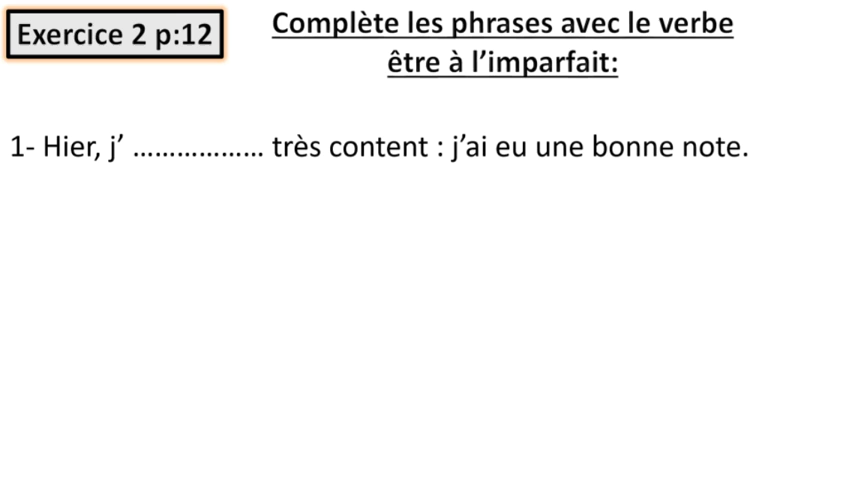 Exercice 2 p:12
Complète les phrases avec le verbe
être à l’imparfait:
1- Hier, j’ ……………… très content : j’ai eu une bonne note.